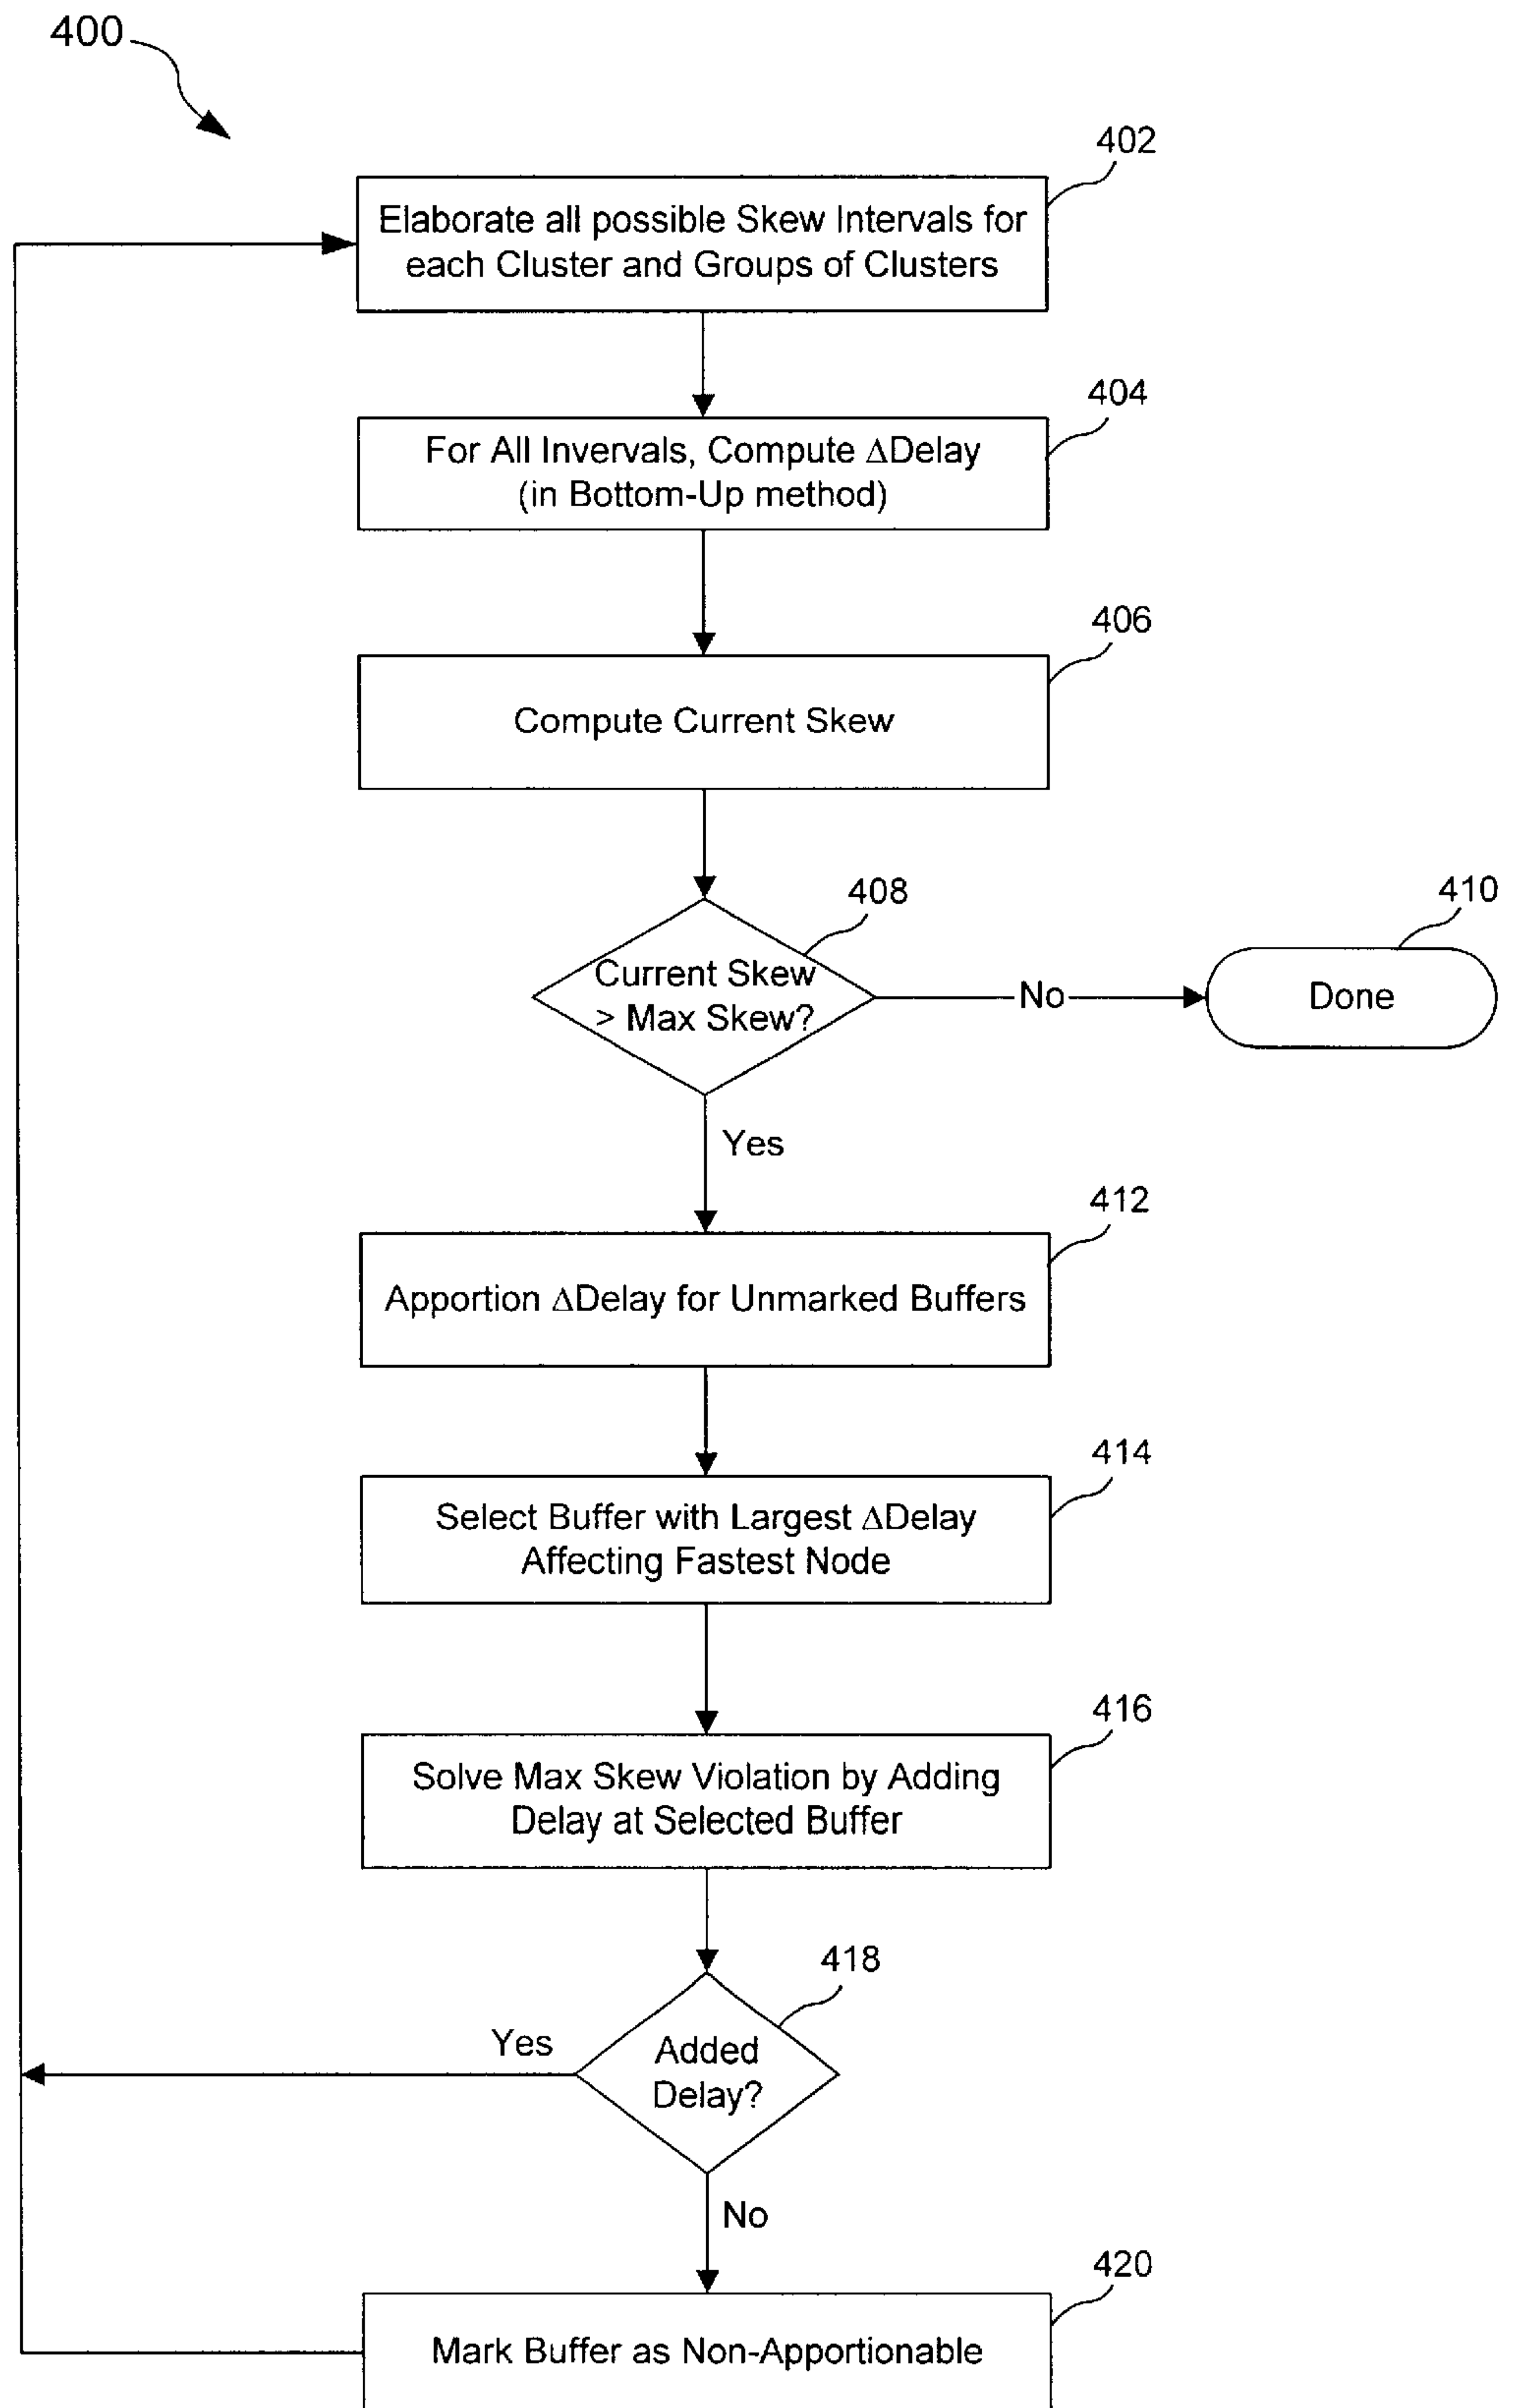 400
402
Elaborate all possible Skew Intervals for
each Cluster and Groups of Clusters
404
For All Invervals, Compute ΔDelay
(in Bottom-Up method)
406
Compute Current Skew
408
410
Current Skew
> Max Skew?
No
Done
Yes
412
Apportion ΔDelay for Unmarked Buffers
414
Select Buffer with Largest ΔDelay
Affecting Fastest Node
416
Solve Max Skew Violation by Adding
Delay at Selected Buffer
418
Yes
Added
Delay?
No
420
Mark Buffer as Non-Apportionable